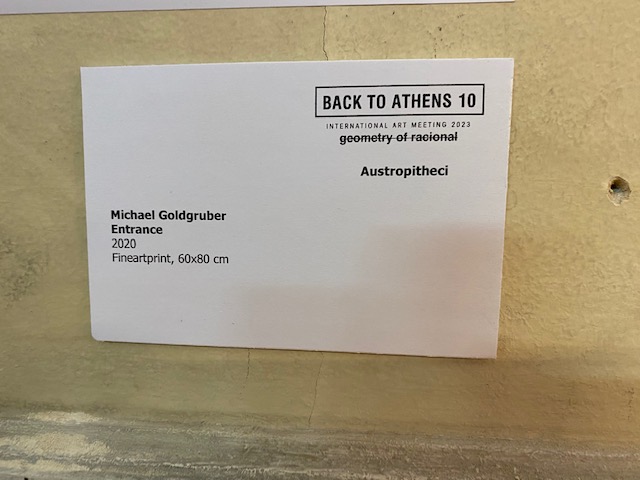 BACK TO ATHENS 10
INTERNATIONAL ART MEETING 2023
geometry of racional
Austropitheci
Michael Goldgruber
Entrance
2020
Fineartprint, 60x80 cm